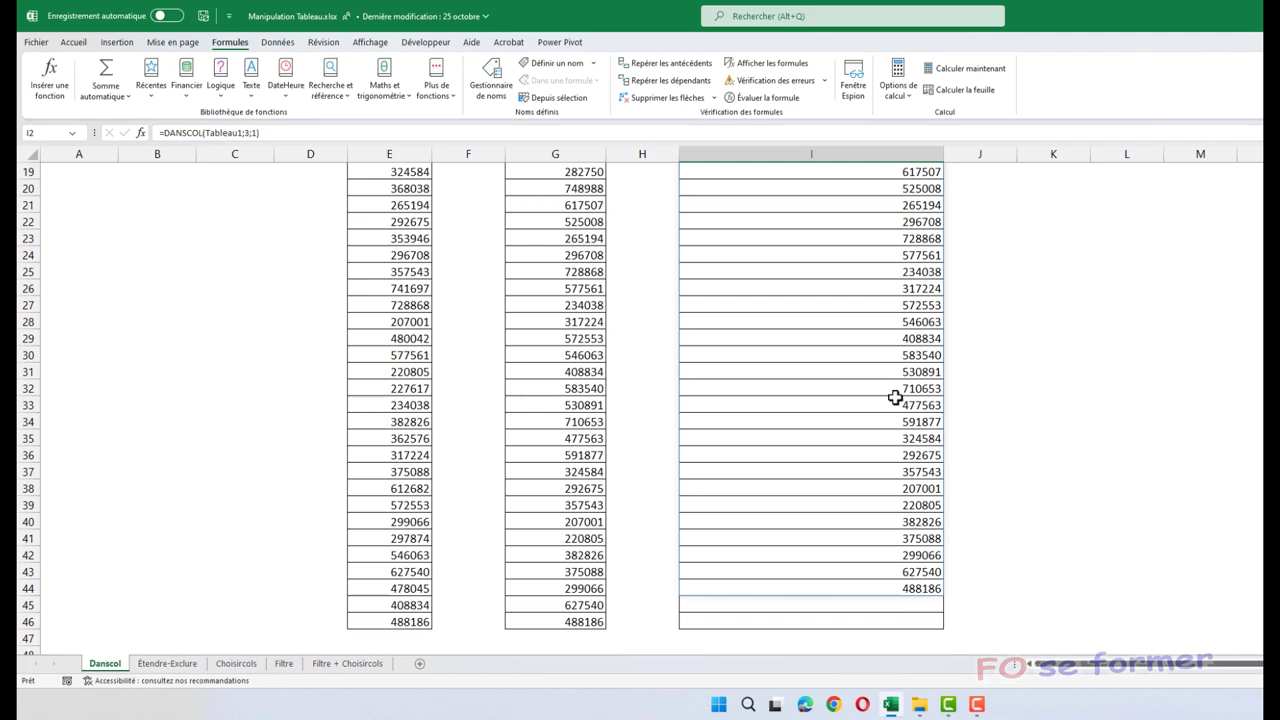 Enregistrement automatique Manipulation Tableau.xlsx • Dernière modification : 25 octobre Rechercher (Alt+Q)
Fichier Accueil Insertion Mise en page Formules Données Révision Affichage Développeur Aide Acrobat Power Pivot
Insérer une fonction
Somme automatique
Récentes
Financier
Logique
Texte
DateHeure
Recherche et référence
Maths et trigonométrie
Plus de fonctions
Bibliothèque de fonctions
Gestionnaire de noms
Définir un nom
Dans une formule
Depuis sélection
Noms définis
Repérer les antécédents
Repérer les dépendants
Supprimer les flèches
Afficher les formules
Vérification des erreurs
Évaluer la formule
Vérification des formules
Fenêtre Espion
Options de calcul
Calculer maintenant
Calculer la feuille
Calcul
I2 fx =DANSCOL(Tableau1;3;1)
A B C D E F G H I J K L M
19 324584 282750 617507
20 368038 748988 525008
21 265194 617507 265194
22 292675 525008 296708
23 353946 265194 728868
24 296708 296708 577561
25 357543 728868 234038
26 741697 577561 317224
27 728868 234038 572553
28 207001 317224 546063
29 480042 572553 408834
30 577561 546063 583540
31 220805 408834 530891
32 227617 583540 710653
33 234038 530891 477563
34 382826 710653 591877
35 362576 477563 324584
36 317224 591877 292675
37 375088 324584 357543
38 612682 292675 207001
39 572553 357543 220805
40 299066 207001 382826
41 297874 220805 375088
42 546063 382826 299066
43 627540 375088 627540
44 478045 299066 488186
45 408834 627540
46 488186 488186
47
48
Danscol Étendre-Exclure Choisircols Filtre Filtre + Choisircols
FO se former
Prêt Accessibilité : consultez nos recommandations